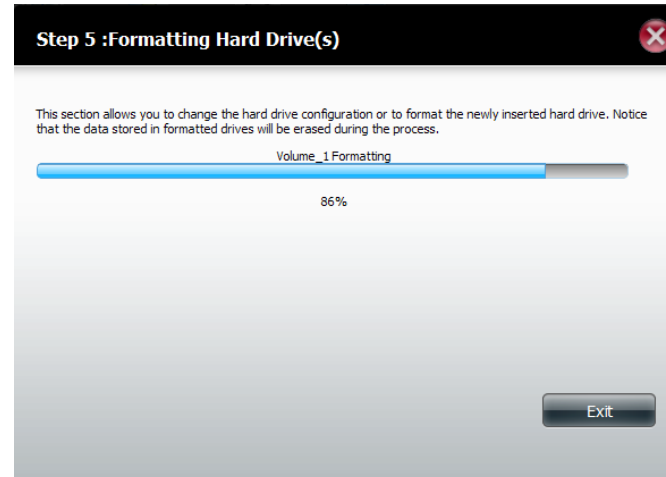 Step 5 :Formatting Hard Drive(s)
This section allows you to change the hard drive configuration or to format the newly inserted hard drive. Notice
that the data stored in formatted drives will be erased during the process.
Volume_1 Formatting
86%
Exit